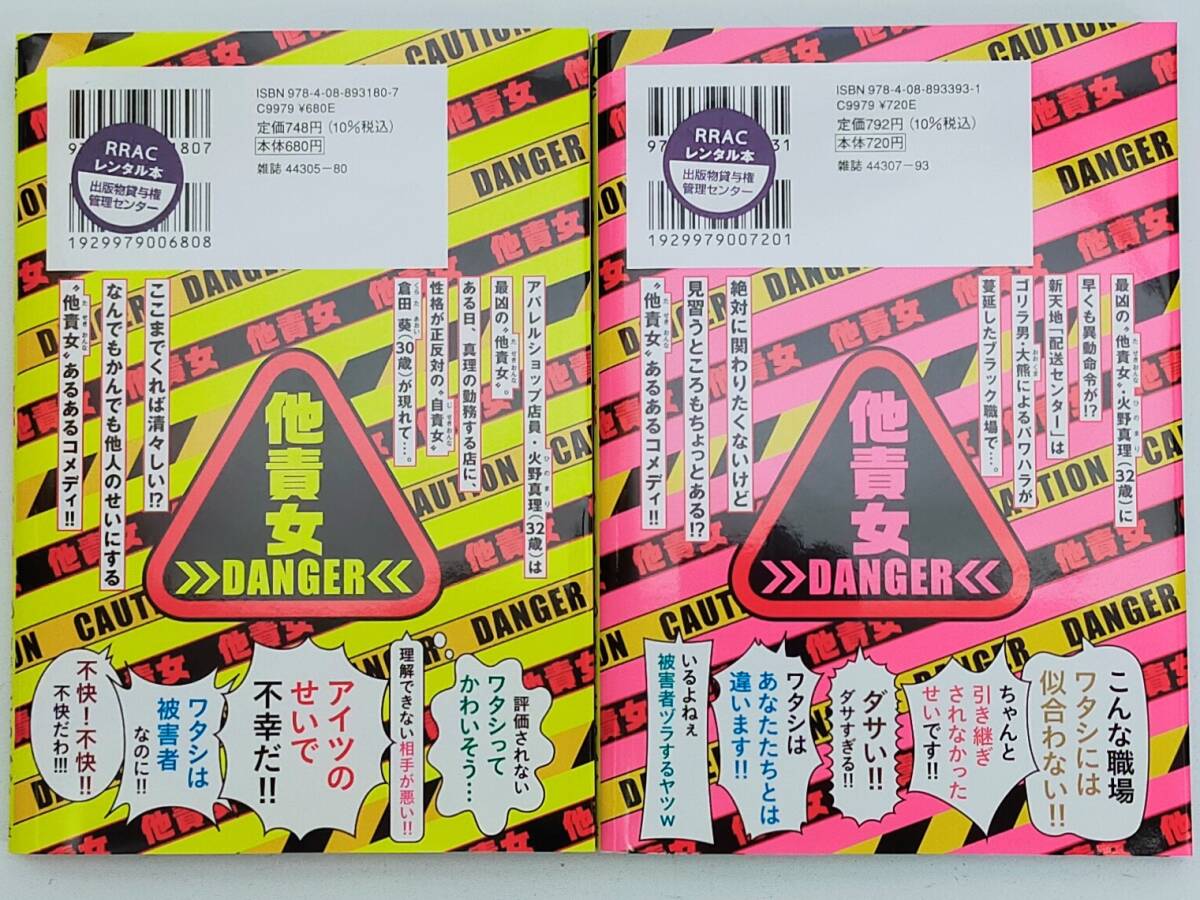 ISBN 978-4-08-893180-7
C9979 ¥680E
定価748円(10%税込)
本体680円
雑誌 44305-80
RRAC
レンタル本
出版物貸与権
管理センター
1929979006808
アパレルショップ店員・火野真理(32歳)は
最凶の“他責女”。
ある日、真理の勤務する店に、
性格が正反対の“自責女”
倉田 葵(30歳)が現れて…。
ここまでくれば清々しい!?
なんでもかんでも他人のせいにする
“他責女”あるあるコメディ!!
他責女
>>DANGER<<
評価されない
ワタシって
かわいそう…
理解できない相手が悪い!!
アイツの
せいで
不幸だ!!
ワタシは
被害者
なのに!!
不快!不快!!
不快だわ!!!
CAUTION
DANGER
他責女
ISBN 978-4-08-893393-1
C9979 ¥720E
定価792円(10%税込)
本体720円
雑誌 44307-93
RRAC
レンタル本
出版物貸与権
管理センター
1929979007201
最凶の“他責女”火野真理(32歳)に
早くも異動命令が!?
新天地「配送センター」は
ゴリラ男・大熊によるパワハラが
蔓延したブラック職場で…。
絶対に関わりたくないけど
見習うところもちょっとある!?
“他責女”あるあるコメディ!!
他責女
>>DANGER<<
こんな職場
ワタシには
似合わない!!
ちゃんと
引き継ぎ
されなかった
せいです!!
ダサい!!
ダサすぎる!!
ワタシは
あなたたちとは
違います!!
いるよねぇ
被害者ヅラするヤツw
CAUTION
DANGER
他責女